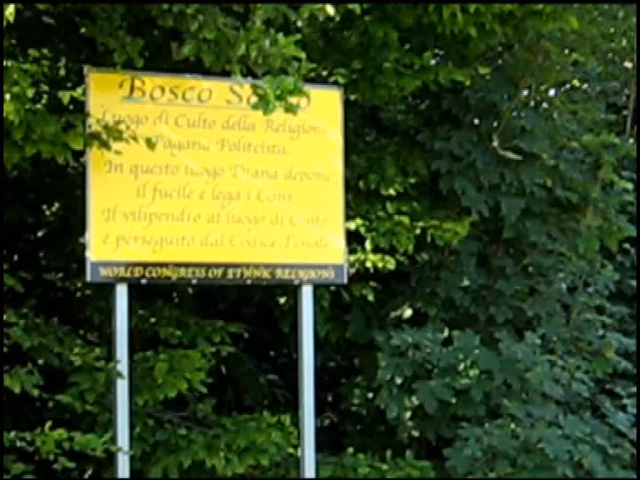 Bosco
Luogo di Culto della Religione
Pagana Politeista.
In questo luogo Diana depone
il fucile e lega i Cani.
Il vilipendio al luogo di Culto
é perseguito dal Codice Penale
WORLD CONGRESS OF ETHNIC RELIGIONS